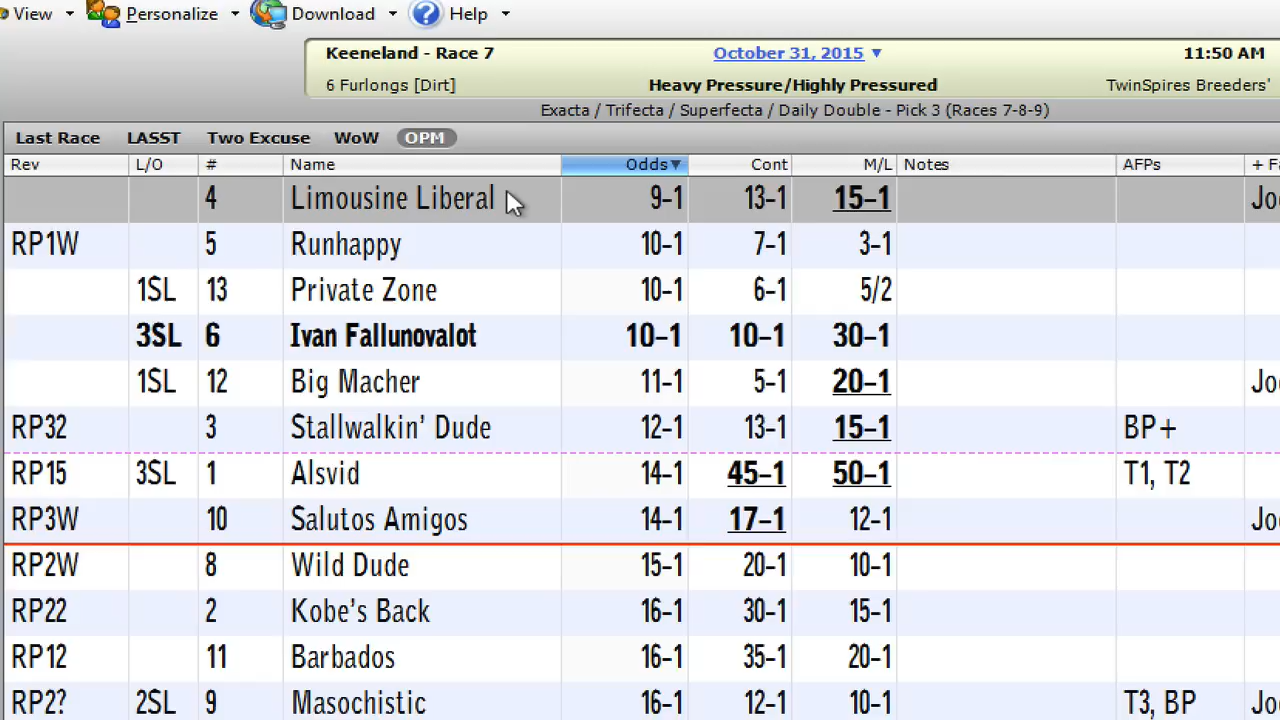 View Personalize Download Help
Keeneland - Race 7 October 31, 2015 ▼ 11:50 AM
6 Furlongs [Dirt] Heavy Pressure/Highly Pressured TwinSpires Breeders'
Exacta / Trifecta / Superfecta / Daily Double - Pick 3 (Races 7-8-9)
Last Race LASST Two Excuse WoW OPM
Rev L/O # Name Odds▼ Cont M/L Notes AFPs + Fa
4 Limousine Liberal 9-1 13-1 15-1 Joc
RP1W 5 Runhappy 10-1 7-1 3-1
1SL 13 Private Zone 10-1 6-1 5/2
3SL 6 Ivan Fallunovalot 10-1 10-1 30-1
1SL 12 Big Macher 11-1 5-1 20-1 Joc
RP32 3 Stallwalkin' Dude 12-1 13-1 15-1 BP+
RP15 3SL 1 Alsvid 14-1 45-1 50-1 T1, T2
RP3W 10 Salutos Amigos 14-1 17-1 12-1 Joc
RP2W 8 Wild Dude 15-1 20-1 10-1
RP22 2 Kobe's Back 16-1 30-1 15-1
RP12 11 Barbados 16-1 35-1 20-1
RP2? 2SL 9 Masochistic 16-1 12-1 10-1 T3, BP Joc